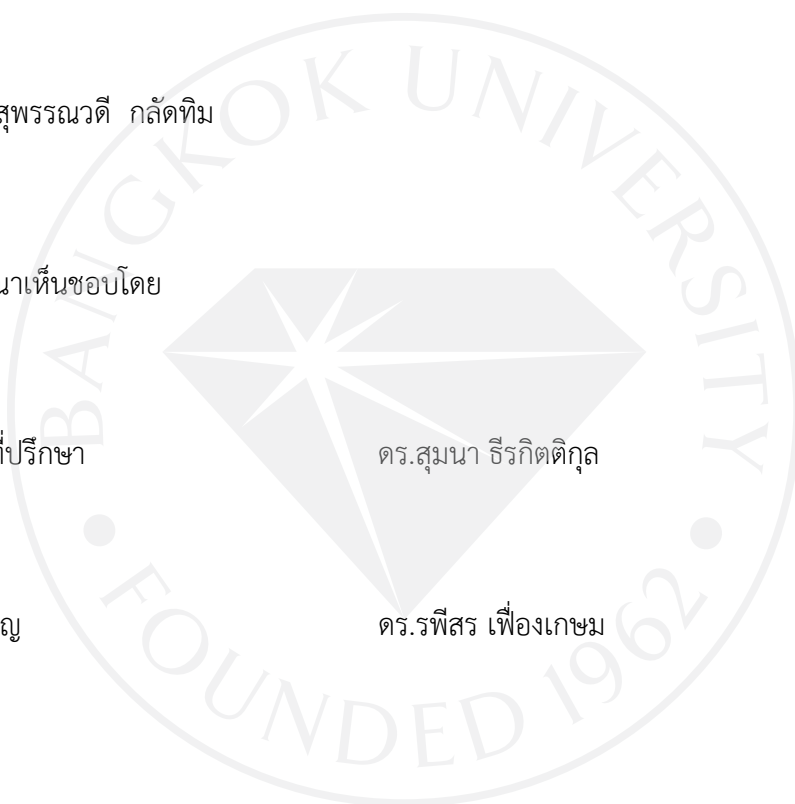 สุพรรณวดี กลัดทิม
นาเห็นชอบโดย
ที่ปรึกษา ดร.สุมนา ธีรกิตติกุล
ญ ดร.รพีสร เฟื่องเกษม
BANGKOK UNIVERSITY
• FOUNDED 1962 •